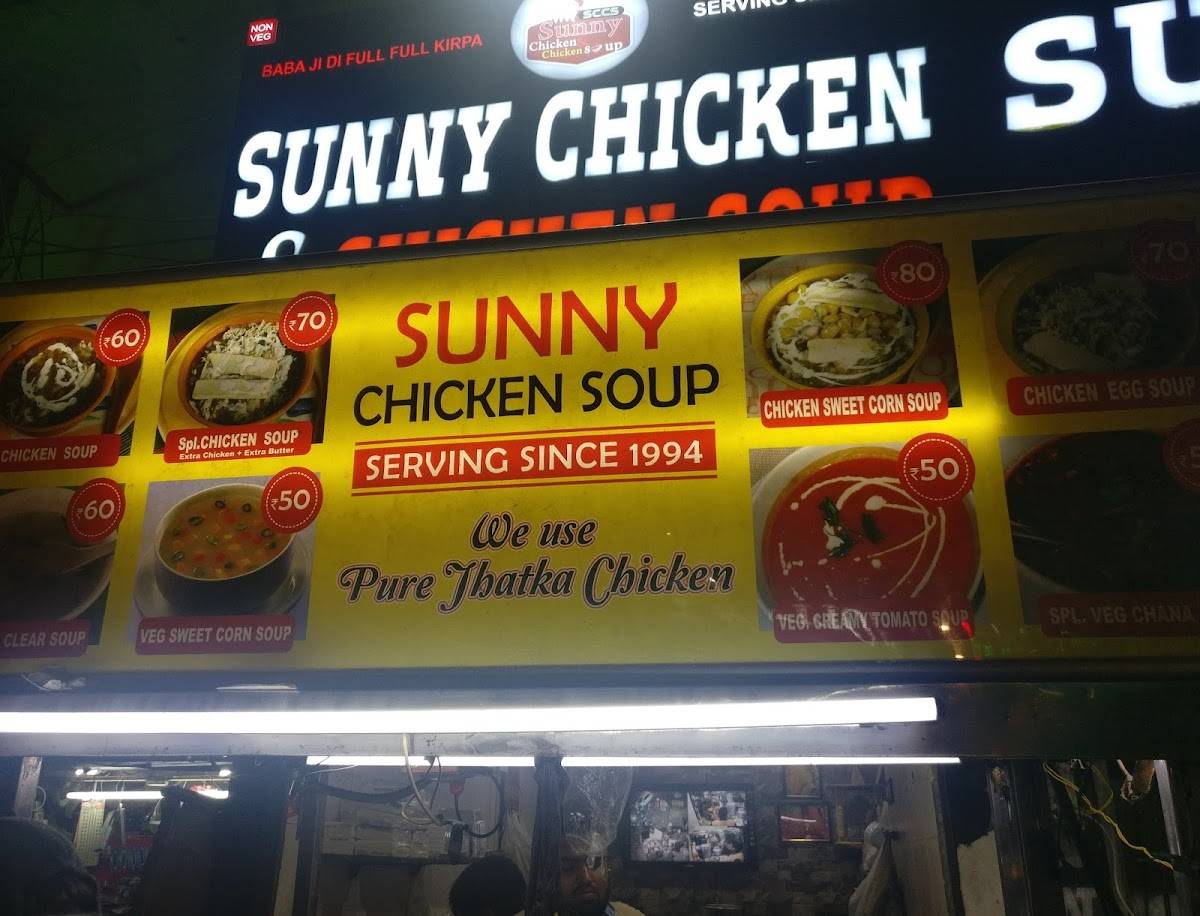 NON
VEG
BABA JI DI FULL FULL KIRPA
SCCS
Sunny
Chicken
Chicken Soup
SERVING
SUNNY CHICKEN SU
& CHICKEN SOUP
₹60
CHICKEN SOUP
₹70
Spl.CHICKEN SOUP
Extra Chicken + Extra Butter
₹60
CLEAR SOUP
₹50
VEG SWEET CORN SOUP
SUNNY
CHICKEN SOUP
SERVING SINCE 1994
We use
Pure Jhatka Chicken
₹80
CHICKEN SWEET CORN SOUP
₹70
CHICKEN EGG SOUP
₹50
VEG. CREAMY TOMATO SOUP
SPL. VEG CHANA